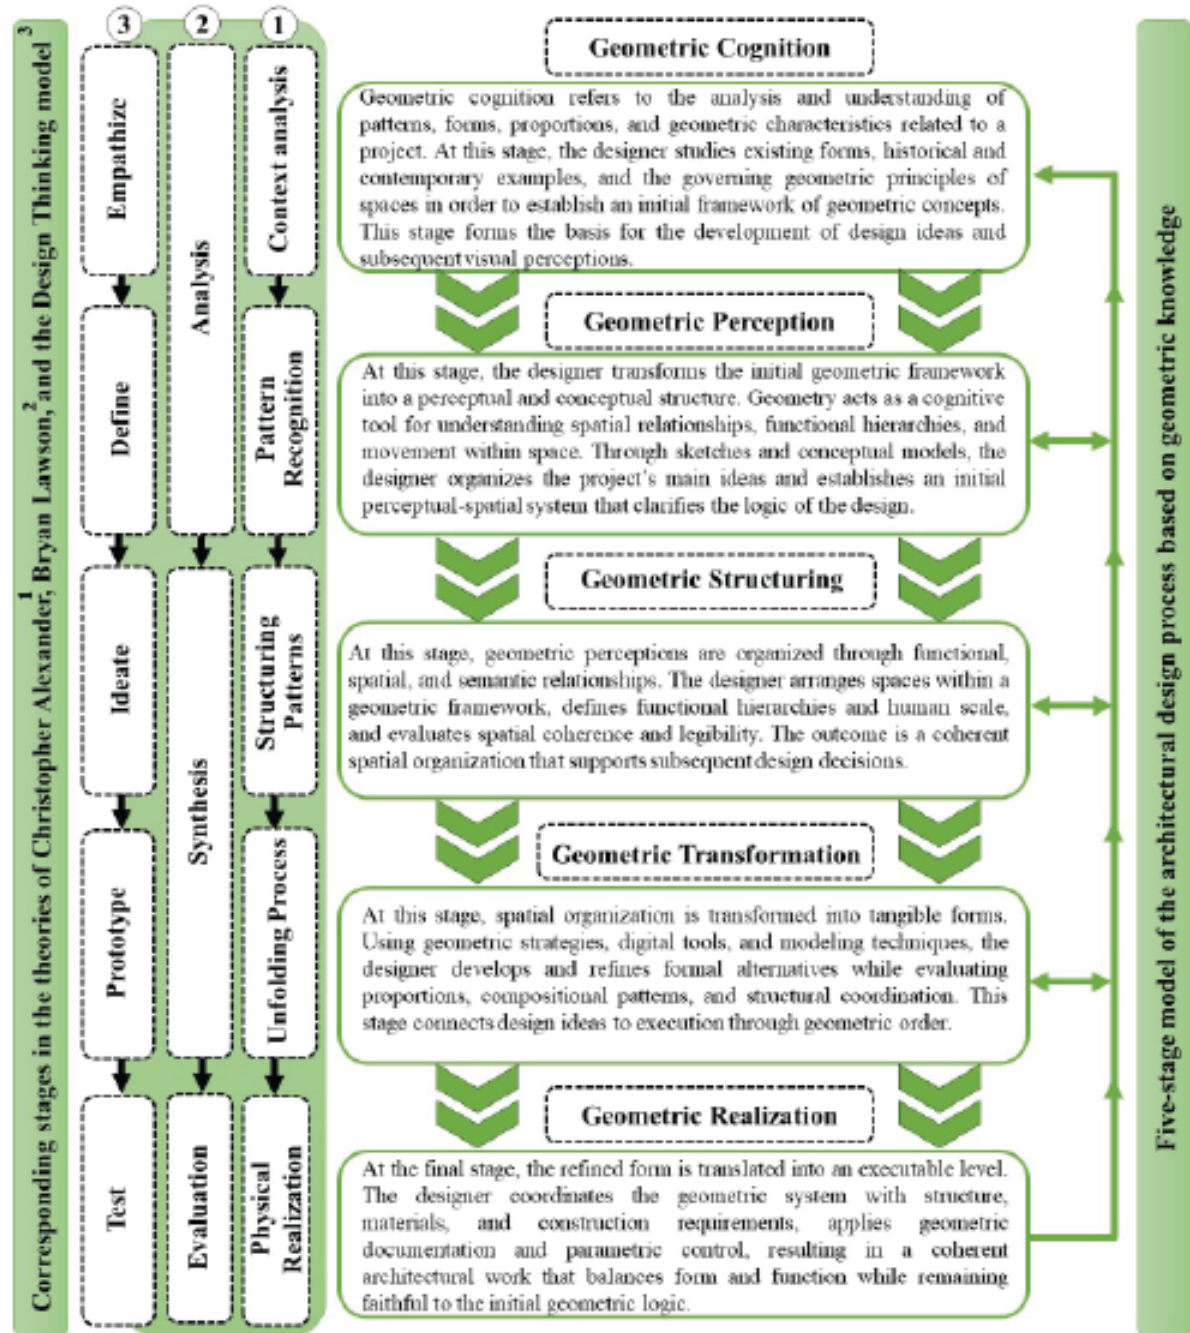 Corresponding stages in the theories of Christopher Alexander,1 Bryan Lawson,2 and the Design Thinking model 3
3
2
1
Empathize
Define
Ideate
Prototype
Test
Analysis
Synthesis
Evaluation
Context analysis
Pattern
Recognition
Structuring
Patterns
Unfolding Process
Physical
Realization
Geometric Cognition
Geometric cognition refers to the analysis and understanding of
patterns, forms, proportions, and geometric characteristics related to a
project. At this stage, the designer studies existing forms, historical and
contemporary examples, and the governing geometric principles of
spaces in order to establish an initial framework of geometric concepts.
This stage forms the basis for the development of design ideas and
subsequent visual perceptions.
Geometric Perception
At this stage, the designer transforms the initial geometric framework
into a perceptual and conceptual structure. Geometry acts as a cognitive
tool for understanding spatial relationships, functional hierarchies, and
movement within space. Through sketches and conceptual models, the
designer organizes the project's main ideas and establishes an initial
perceptual-spatial system that clarifies the logic of the design.
Geometric Structuring
At this stage, geometric perceptions are organized through functional,
spatial, and semantic relationships. The designer arranges spaces within a
geometric framework, defines functional hierarchies and human scale,
and evaluates spatial coherence and legibility. The outcome is a coherent
spatial organization that supports subsequent design decisions.
Geometric Transformation
At this stage, spatial organization is transformed into tangible forms.
Using geometric strategies, digital tools, and modeling techniques, the
designer develops and refines formal alternatives while evaluating
proportions, compositional patterns, and structural coordination. This
stage connects design ideas to execution through geometric order.
Geometric Realization
At the final stage, the refined form is translated into an executable level.
The designer coordinates the geometric system with structure,
materials, and construction requirements, applies geometric
documentation and parametric control, resulting in a coherent
architectural work that balances form and function while remaining
faithful to the initial geometric logic.
Five-stage model of the architectural design process based on geometric knowledge